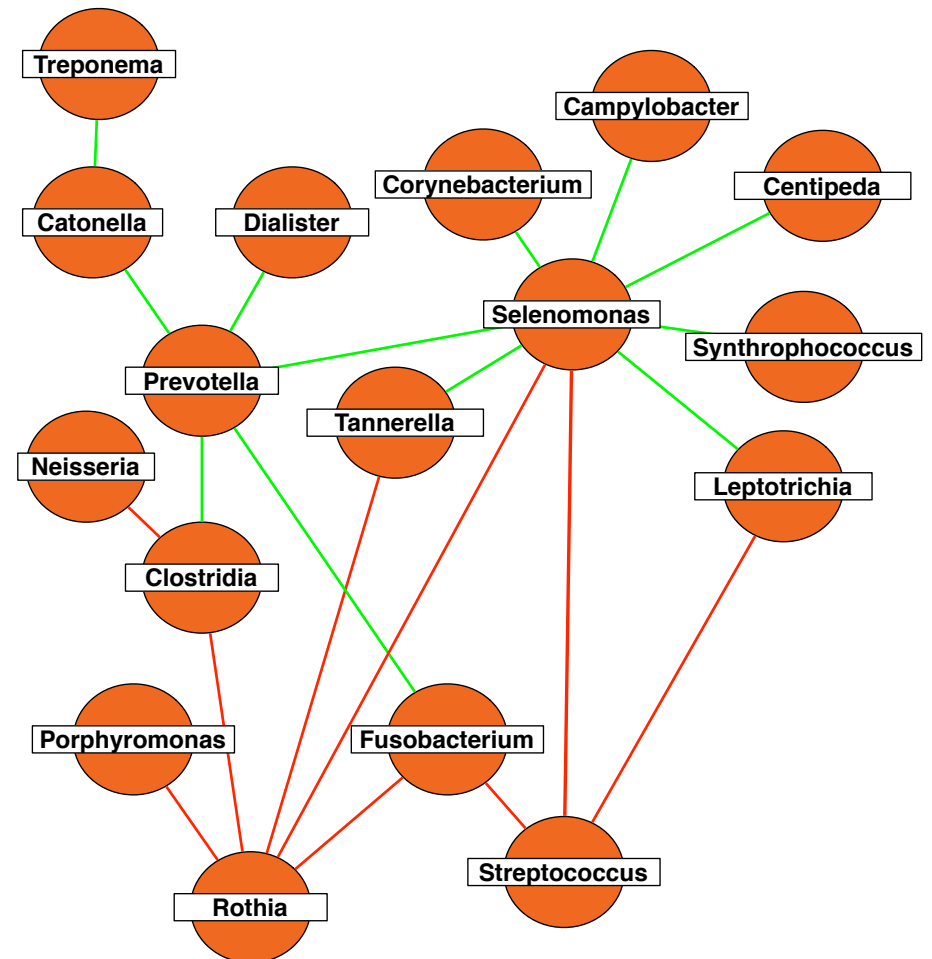 Treponema
Campylobacter
Corynebacterium
Centipeda
Catonella
Dialister
Selenomonas
Synthrophococcus
Prevotella
Tannerella
Neisseria
Leptotrichia
Clostridia
Porphyromonas
Fusobacterium
Streptococcus
Rothia